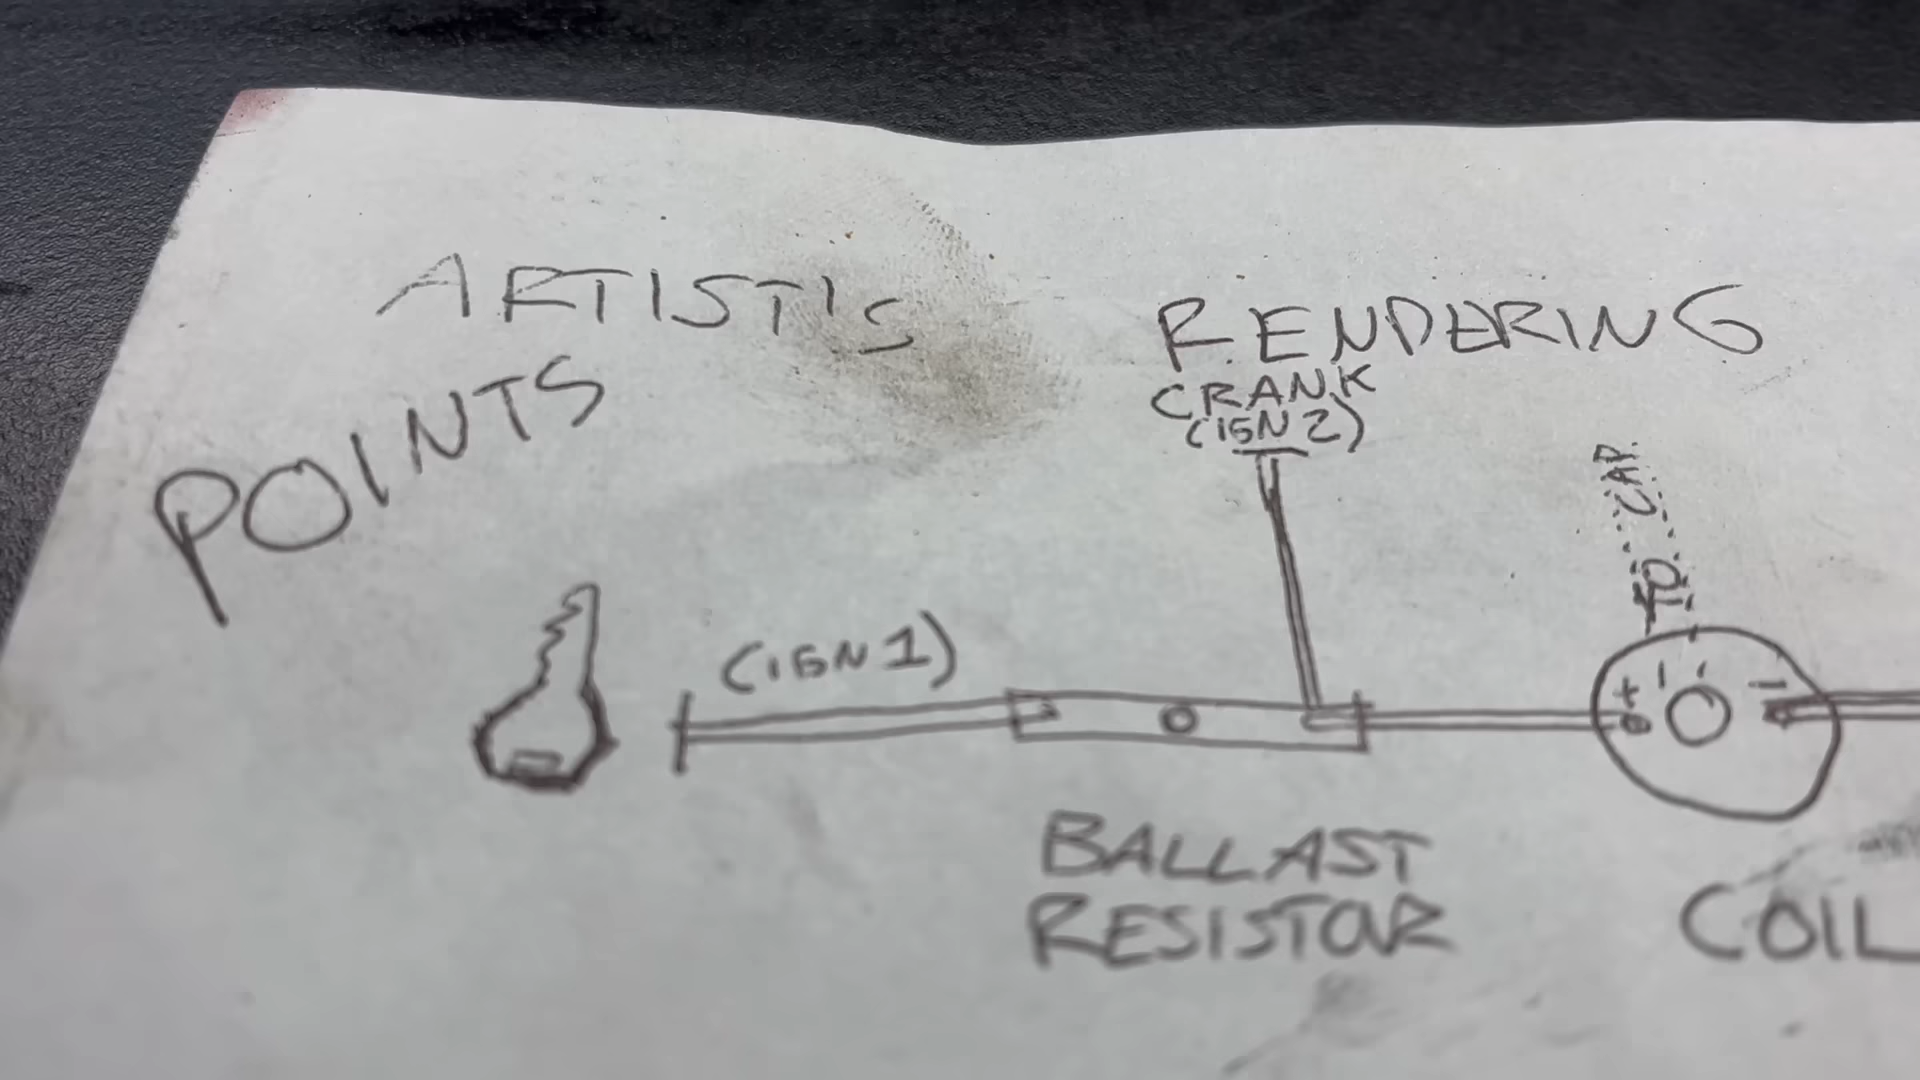 ARTIST'S RENDERING
POINTS
CRANK
(IGN 2)
TO CAP.
(IGN 1)
+ -
BALLAST
RESISTOR
COIL